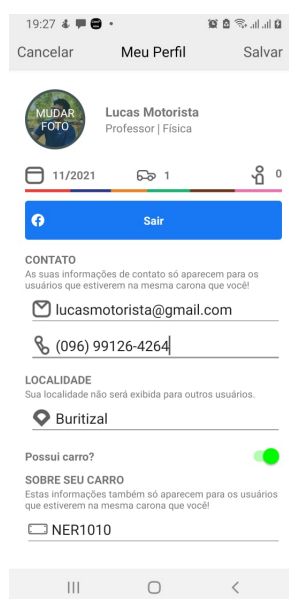 19:27
Cancelar Meu Perfil Salvar
MUDAR
FOTO
Lucas Motorista
Professor | Física
11/2021 1 0
Sair
CONTATO
As suas informações de contato só aparecem para os
usuários que estiverem na mesma carona que você!
lucasmotorista@gmail.com
(096) 99126-4264
LOCALIDADE
Sua localidade não será exibida para outros usuários.
Buritizal
Possui carro?
SOBRE SEU CARRO
Estas informações também só aparecem para os usuários
que estiverem na mesma carona que você!
NER1010